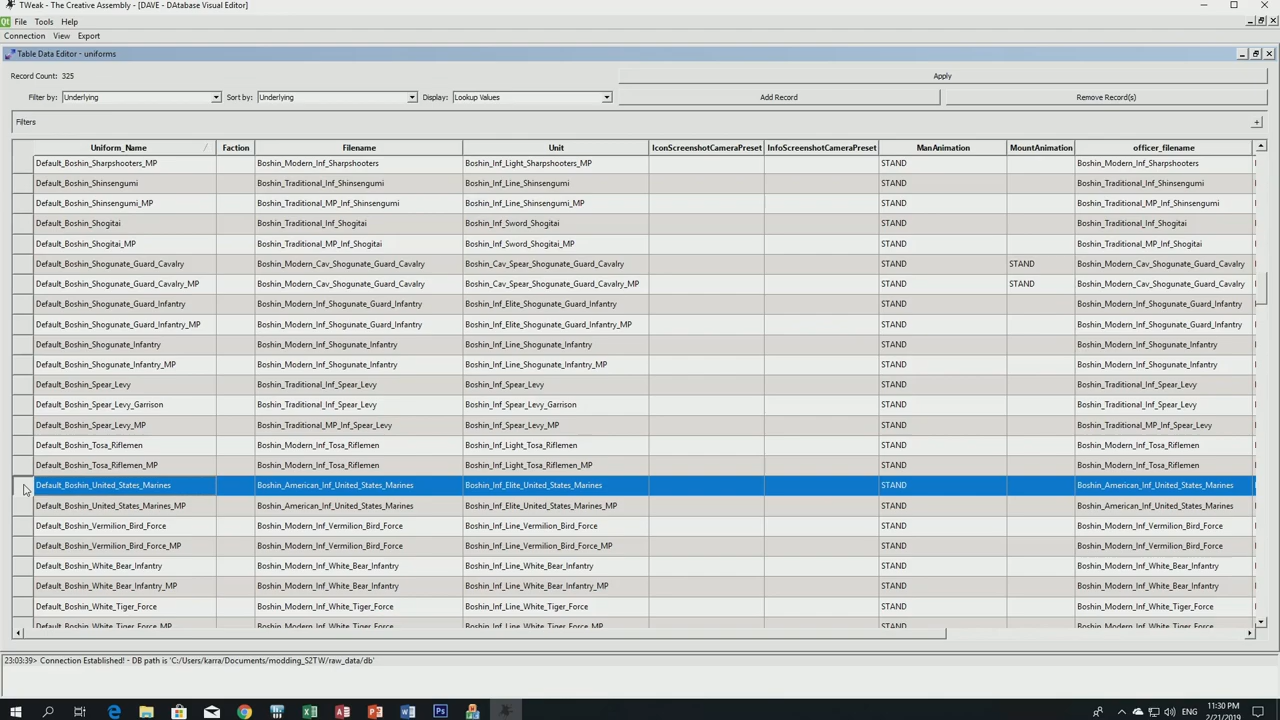 TWeak - The Creative Assembly - [DAVE - DAtabase Visual Editor]
Qt File Tools Help
Connection View Export
Table Data Editor - uniforms
Record Count: 325 Apply
Filter by: Underlying Sort by: Underlying Display: Lookup Values Add Record Remove Record(s)
Filters +
Uniform_Name Faction Filename Unit IconScreenshotCameraPreset InfoScreenshotCameraPreset ManAnimation MountAnimation officer_filename
Default_Boshin_Sharpshooters_MP Boshin_Modern_Inf_Sharpshooters Boshin_Inf_Light_Sharpshooters_MP STAND Boshin_Modern_Inf_Sharpshooters
Default_Boshin_Shinsengumi Boshin_Traditional_Inf_Shinsengumi Boshin_Inf_Line_Shinsengumi STAND Boshin_Traditional_Inf_Shinsengumi
Default_Boshin_Shinsengumi_MP Boshin_Traditional_MP_Inf_Shinsengumi Boshin_Inf_Line_Shinsengumi_MP STAND Boshin_Traditional_MP_Inf_Shinsengumi
Default_Boshin_Shogitai Boshin_Traditional_Inf_Shogitai Boshin_Inf_Sword_Shogitai STAND Boshin_Traditional_Inf_Shogitai
Default_Boshin_Shogitai_MP Boshin_Traditional_MP_Inf_Shogitai Boshin_Inf_Sword_Shogitai_MP STAND Boshin_Traditional_MP_Inf_Shogitai
Default_Boshin_Shogunate_Guard_Cavalry Boshin_Modern_Cav_Shogunate_Guard_Cavalry Boshin_Cav_Spear_Shogunate_Guard_Cavalry STAND STAND Boshin_Modern_Cav_Shogunate_Guard_Cavalry
Default_Boshin_Shogunate_Guard_Cavalry_MP Boshin_Modern_Cav_Shogunate_Guard_Cavalry Boshin_Cav_Spear_Shogunate_Guard_Cavalry_MP STAND STAND Boshin_Modern_Cav_Shogunate_Guard_Cavalry
Default_Boshin_Shogunate_Guard_Infantry Boshin_Modern_Inf_Shogunate_Guard_Infantry Boshin_Inf_Elite_Shogunate_Guard_Infantry STAND Boshin_Modern_Inf_Shogunate_Guard_Infantry
Default_Boshin_Shogunate_Guard_Infantry_MP Boshin_Modern_Inf_Shogunate_Guard_Infantry Boshin_Inf_Elite_Shogunate_Guard_Infantry_MP STAND Boshin_Modern_Inf_Shogunate_Guard_Infantry
Default_Boshin_Shogunate_Infantry Boshin_Modern_Inf_Shogunate_Infantry Boshin_Inf_Line_Shogunate_Infantry STAND Boshin_Modern_Inf_Shogunate_Infantry
Default_Boshin_Shogunate_Infantry_MP Boshin_Modern_Inf_Shogunate_Infantry Boshin_Inf_Line_Shogunate_Infantry_MP STAND Boshin_Modern_Inf_Shogunate_Infantry
Default_Boshin_Spear_Levy Boshin_Traditional_Inf_Spear_Levy Boshin_Inf_Spear_Levy STAND Boshin_Traditional_Inf_Spear_Levy
Default_Boshin_Spear_Levy_Garrison Boshin_Traditional_Inf_Spear_Levy Boshin_Inf_Spear_Levy_Garrison STAND Boshin_Traditional_Inf_Spear_Levy
Default_Boshin_Spear_Levy_MP Boshin_Traditional_MP_Inf_Spear_Levy Boshin_Inf_Spear_Levy_MP STAND Boshin_Traditional_MP_Inf_Spear_Levy
Default_Boshin_Tosa_Riflemen Boshin_Modern_Inf_Tosa_Riflemen Boshin_Inf_Light_Tosa_Riflemen STAND Boshin_Modern_Inf_Tosa_Riflemen
Default_Boshin_Tosa_Riflemen_MP Boshin_Modern_Inf_Tosa_Riflemen Boshin_Inf_Light_Tosa_Riflemen_MP STAND Boshin_Modern_Inf_Tosa_Riflemen
Default_Boshin_United_States_Marines Boshin_American_Inf_United_States_Marines Boshin_Inf_Elite_United_States_Marines STAND Boshin_American_Inf_United_States_Marines
Default_Boshin_United_States_Marines_MP Boshin_American_Inf_United_States_Marines Boshin_Inf_Elite_United_States_Marines_MP STAND Boshin_American_Inf_United_States_Marines
Default_Boshin_Vermilion_Bird_Force Boshin_Modern_Inf_Vermilion_Bird_Force Boshin_Inf_Line_Vermilion_Bird_Force STAND Boshin_Modern_Inf_Vermilion_Bird_Force
Default_Boshin_Vermilion_Bird_Force_MP Boshin_Modern_Inf_Vermilion_Bird_Force Boshin_Inf_Line_Vermilion_Bird_Force_MP STAND Boshin_Modern_Inf_Vermilion_Bird_Force
Default_Boshin_White_Bear_Infantry Boshin_Modern_Inf_White_Bear_Infantry Boshin_Inf_Line_White_Bear_Infantry STAND Boshin_Modern_Inf_White_Bear_Infantry
Default_Boshin_White_Bear_Infantry_MP Boshin_Modern_Inf_White_Bear_Infantry Boshin_Inf_Line_White_Bear_Infantry_MP STAND Boshin_Modern_Inf_White_Bear_Infantry
Default_Boshin_White_Tiger_Force Boshin_Modern_Inf_White_Tiger_Force Boshin_Inf_Line_White_Tiger_Force STAND Boshin_Modern_Inf_White_Tiger_Force
Default_Boshin_White_Tiger_Force_MP Boshin_Modern_Inf_White_Tiger_Force Boshin_Inf_Line_White_Tiger_Force_MP STAND Boshin_Modern_Inf_White_Tiger_Force
23:03:39> Connection Established! - DB path is 'C:/Users/karra/Documents/modding_S2TW/raw_data/db'
ENG 11:30 PM
2/21/2019